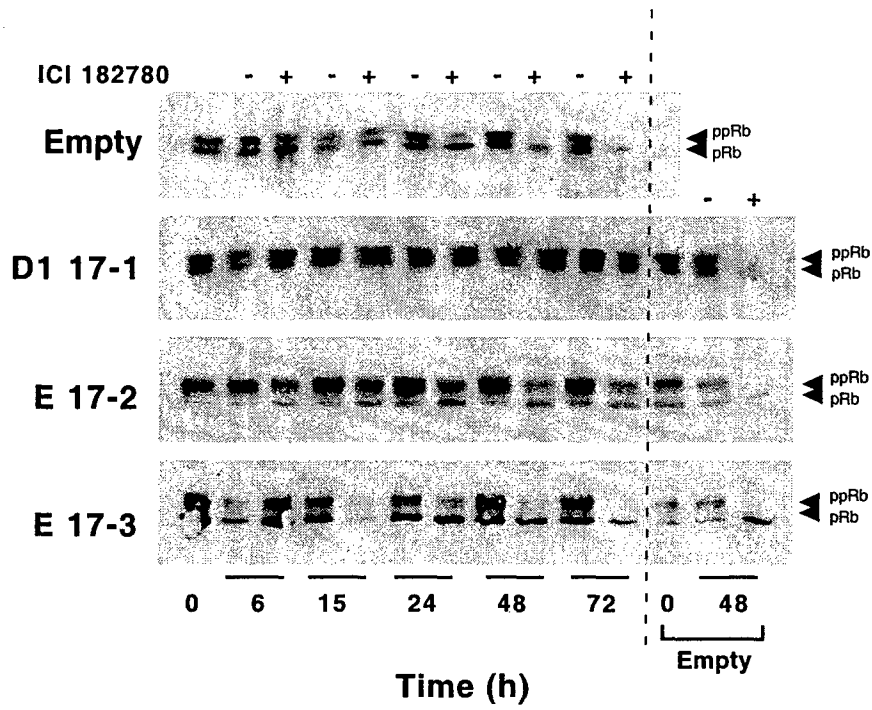 ICI 182780 - + - + - + - + - +
Empty
ppRb
pRb
- +
D1 17-1
ppRb
pRb
E 17-2
ppRb
pRb
E 17-3
ppRb
pRb
0 6 15 24 48 72 0 48
Empty
Time (h)